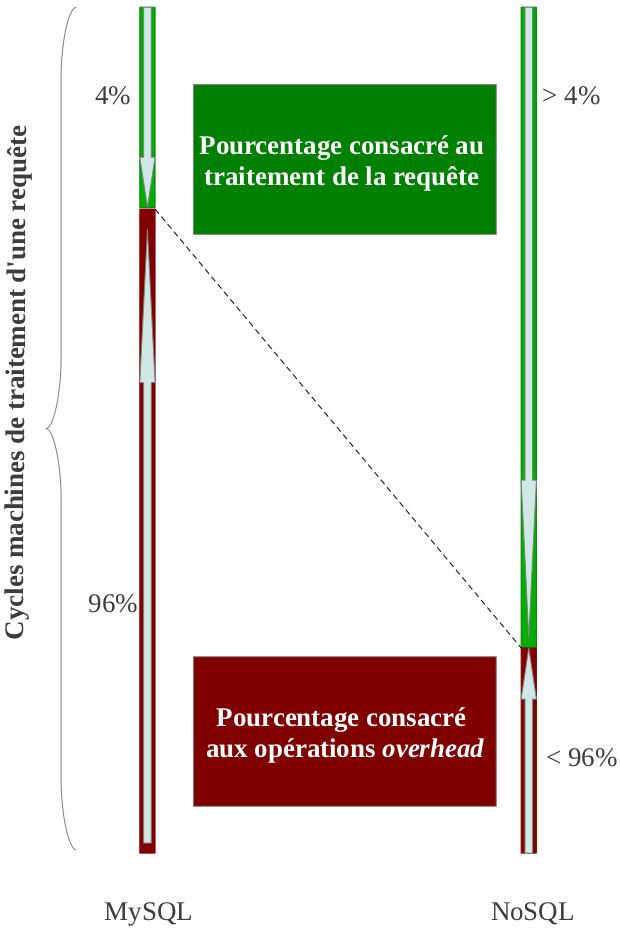 Cycles machines de traitement d'une requête
4%
> 4%
Pourcentage consacré au
traitement de la requête
96%
Pourcentage consacré
aux opérations overhead
< 96%
MySQL
NoSQL